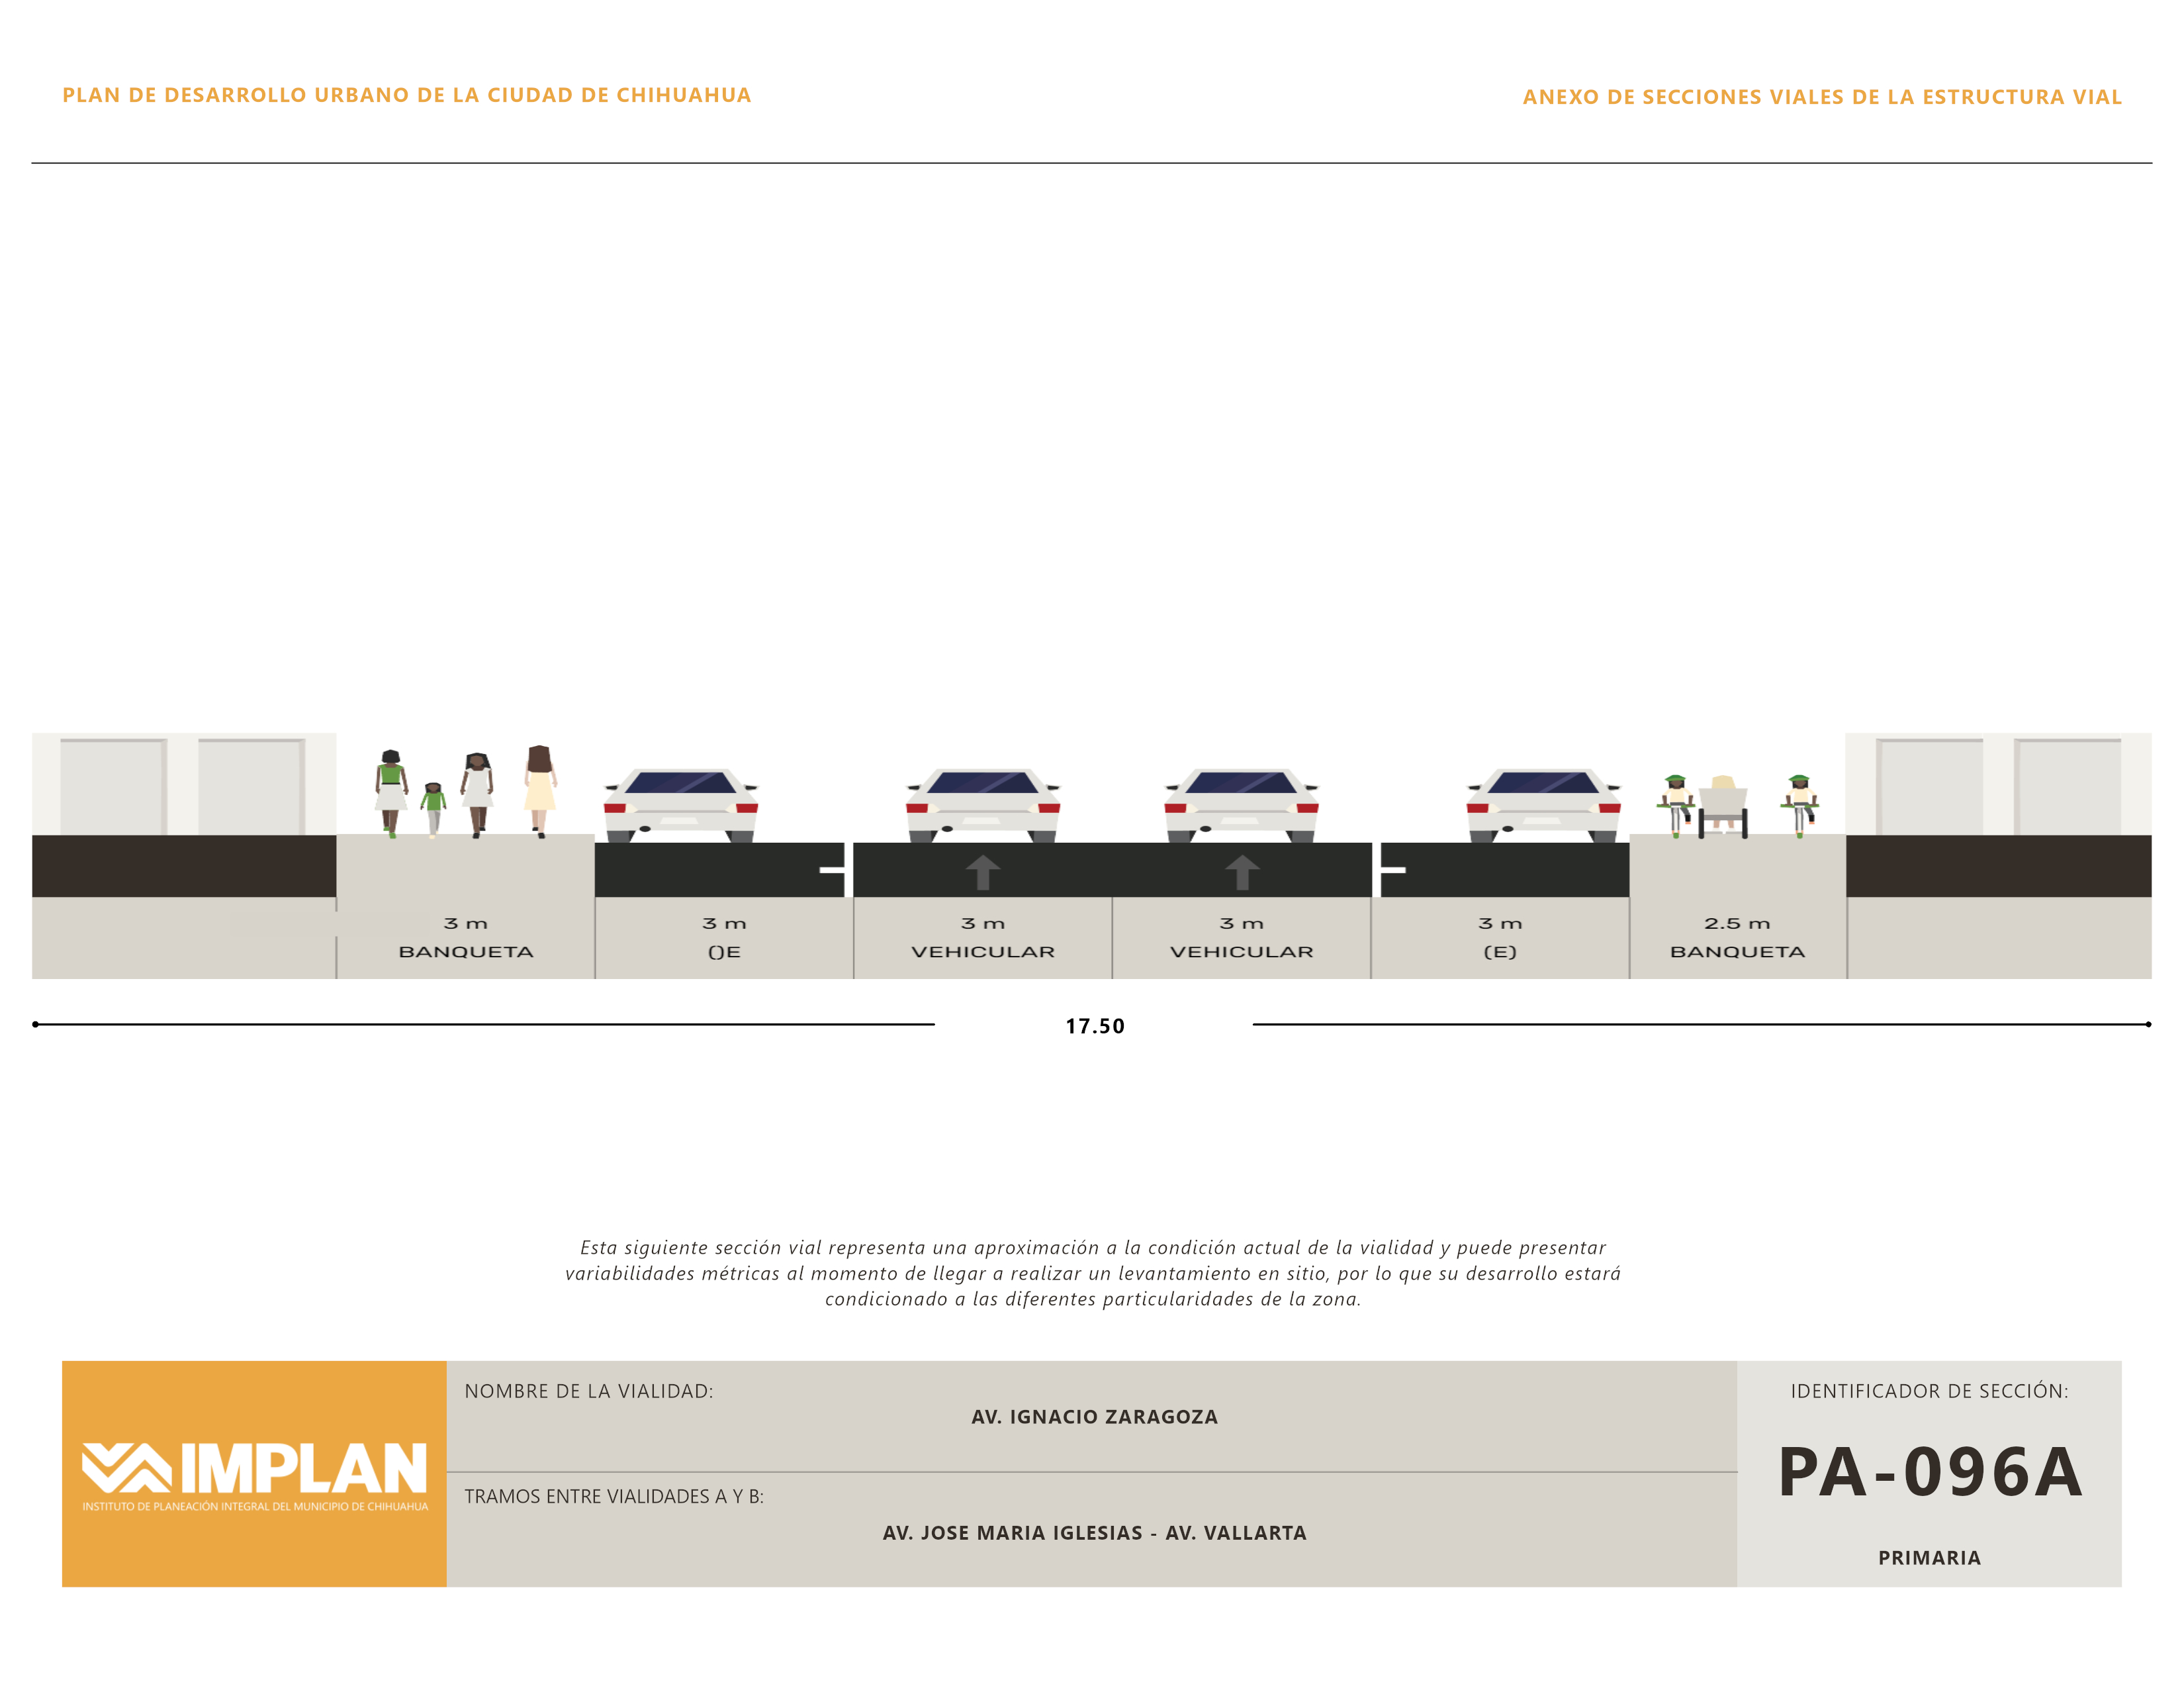 PLAN DE DESARROLLO URBANO DE LA CIUDAD DE CHIHUAHUA
ANEXO DE SECCIONES VIALES DE LA ESTRUCTURA VIAL
3 m
BANQUETA
3 m
()E
3 m
VEHICULAR
3 m
VEHICULAR
3 m
(E)
2.5 m
BANQUETA
17.50
Esta siguiente sección vial representa una aproximación a la condición actual de la vialidad y puede presentar
variabilidades métricas al momento de llegar a realizar un levantamiento en sitio, por lo que su desarrollo estará
condicionado a las diferentes particularidades de la zona.
IMPLAN
INSTITUTO DE PLANEACIÓN INTEGRAL DEL MUNICIPIO DE CHIHUAHUA
NOMBRE DE LA VIALIDAD:
AV. IGNACIO ZARAGOZA
TRAMOS ENTRE VIALIDADES A Y B:
AV. JOSE MARIA IGLESIAS - AV. VALLARTA
IDENTIFICADOR DE SECCIÓN:
PA-096A
PRIMARIA